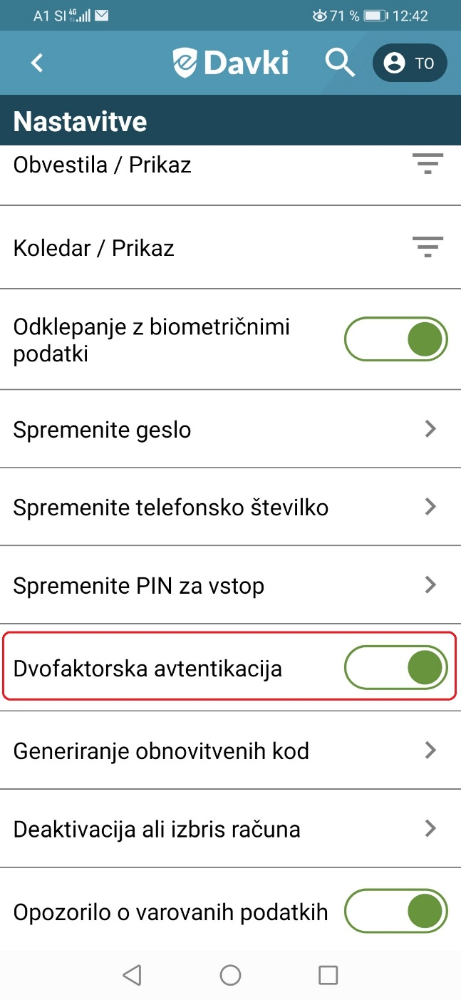 A1 SI 4G 71 % 12:42
eDavki TO
Nastavitve
Obvestila / Prikaz
Koledar / Prikaz
Odklepanje z biometričnimi
podatki
Spremenite geslo
Spremenite telefonsko številko
Spremenite PIN za vstop
Dvofaktorska avtentikacija
Generiranje obnovitvenih kod
Deaktivacija ali izbris računa
Opozorilo o varovanih podatkih